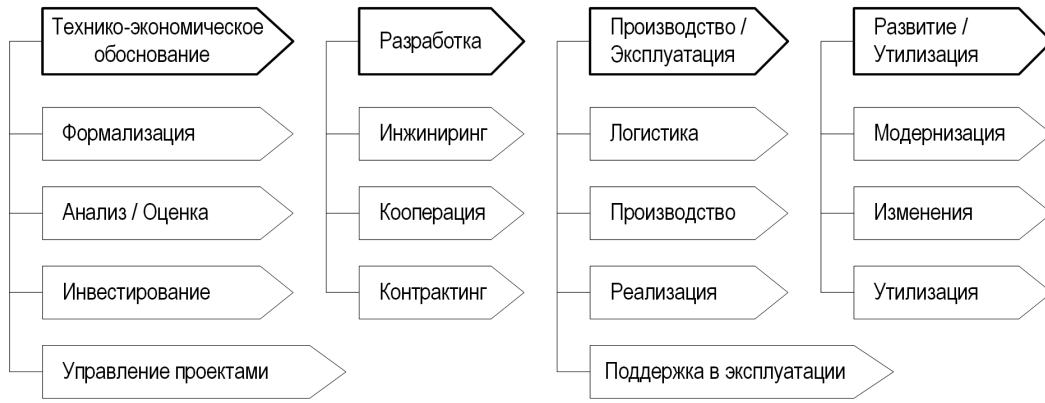 Технико-экономическое
обоснование
Формализация
Анализ / Оценка
Инвестирование
Управление проектами
Разработка
Инжиниринг
Кооперация
Контрактинг
Производство /
Эксплуатация
Логистика
Производство
Реализация
Поддержка в эксплуатации
Развитие /
Утилизация
Модернизация
Изменения
Утилизация